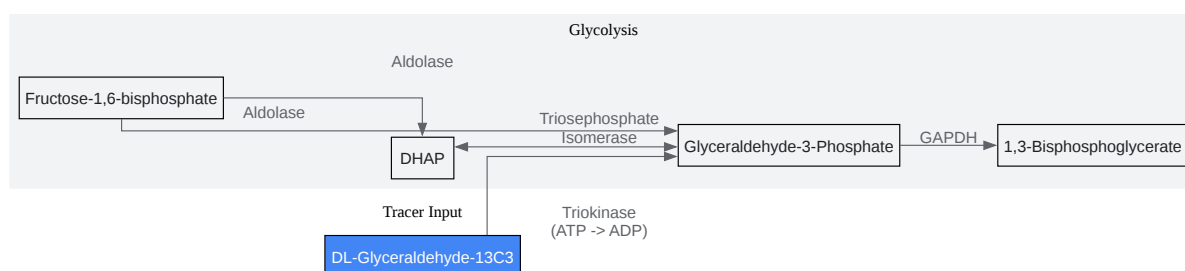 Glycolysis
Aldolase
Fructose-1,6-bisphosphate
Aldolase
Triosephosphate
Isomerase
DHAP
Glyceraldehyde-3-Phosphate
GAPDH
1,3-Bisphosphoglycerate
Tracer Input
Triokinase
(ATP -> ADP)
DL-Glyceraldehyde-13C3